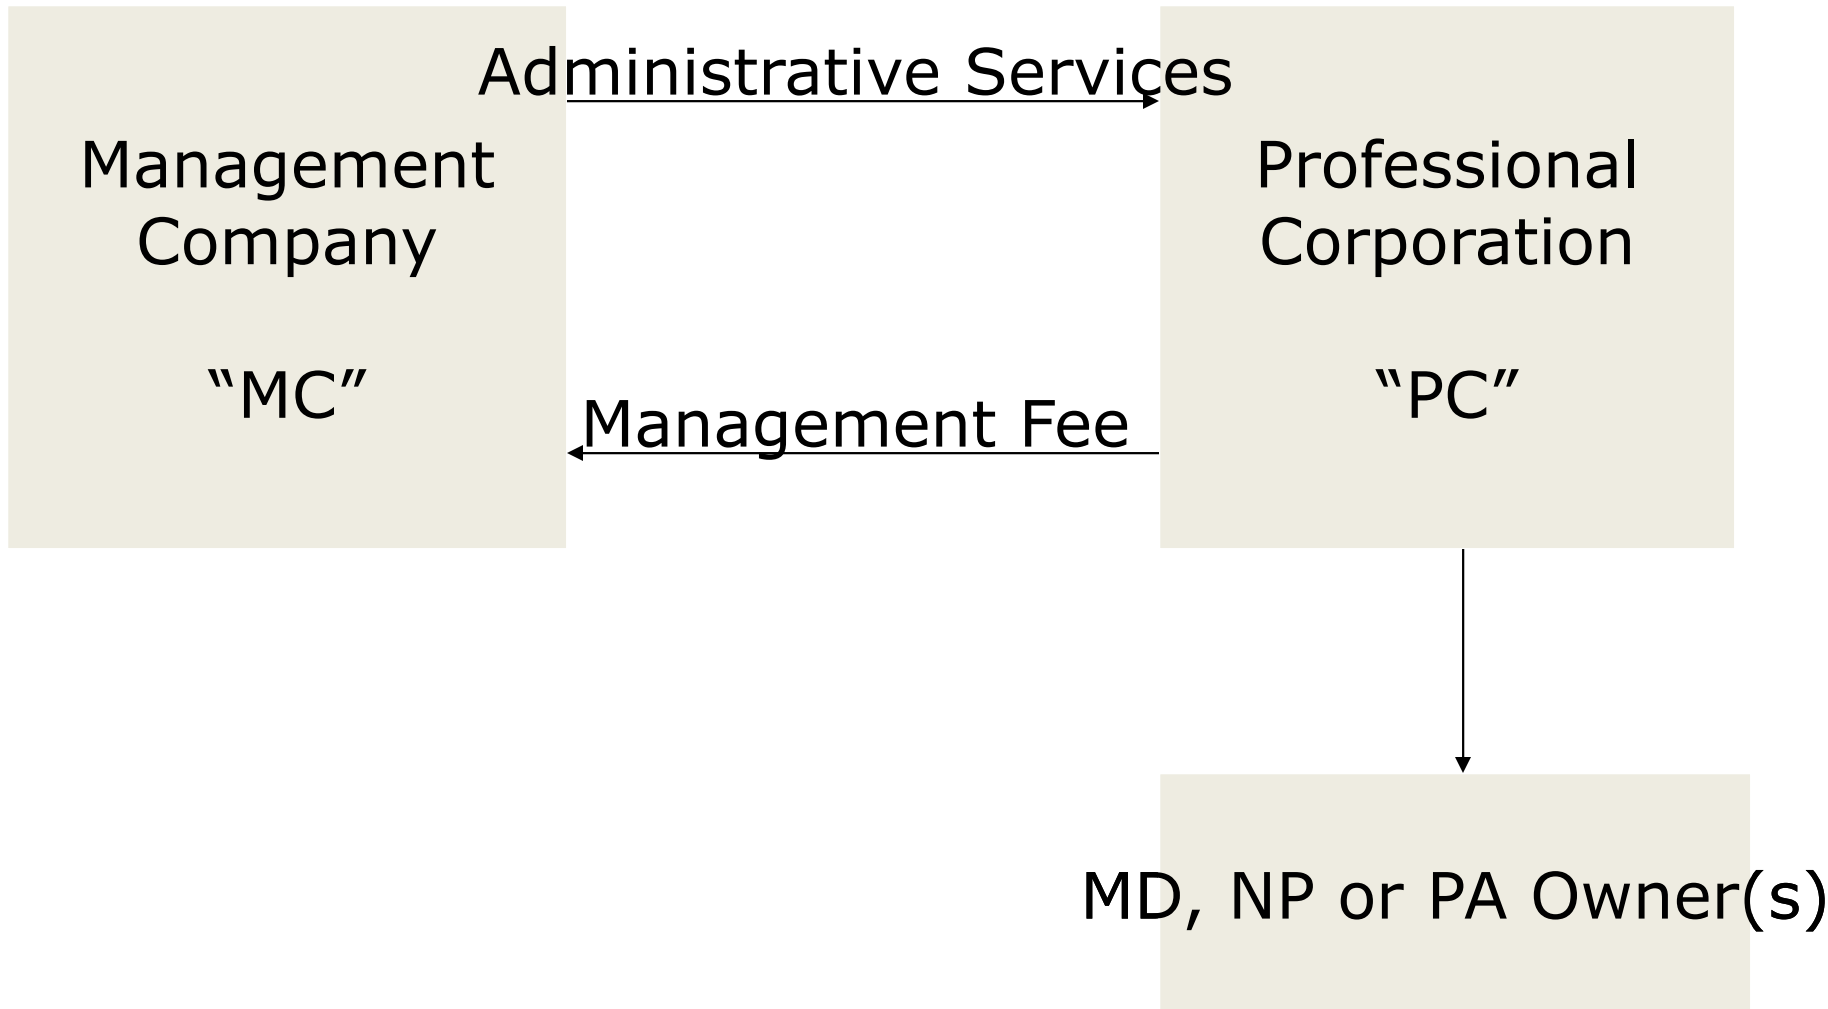 Administrative Services
Management
Company
“MC”
Professional
Corporation
“PC”
Management Fee
MD, NP or PA Owner(s)